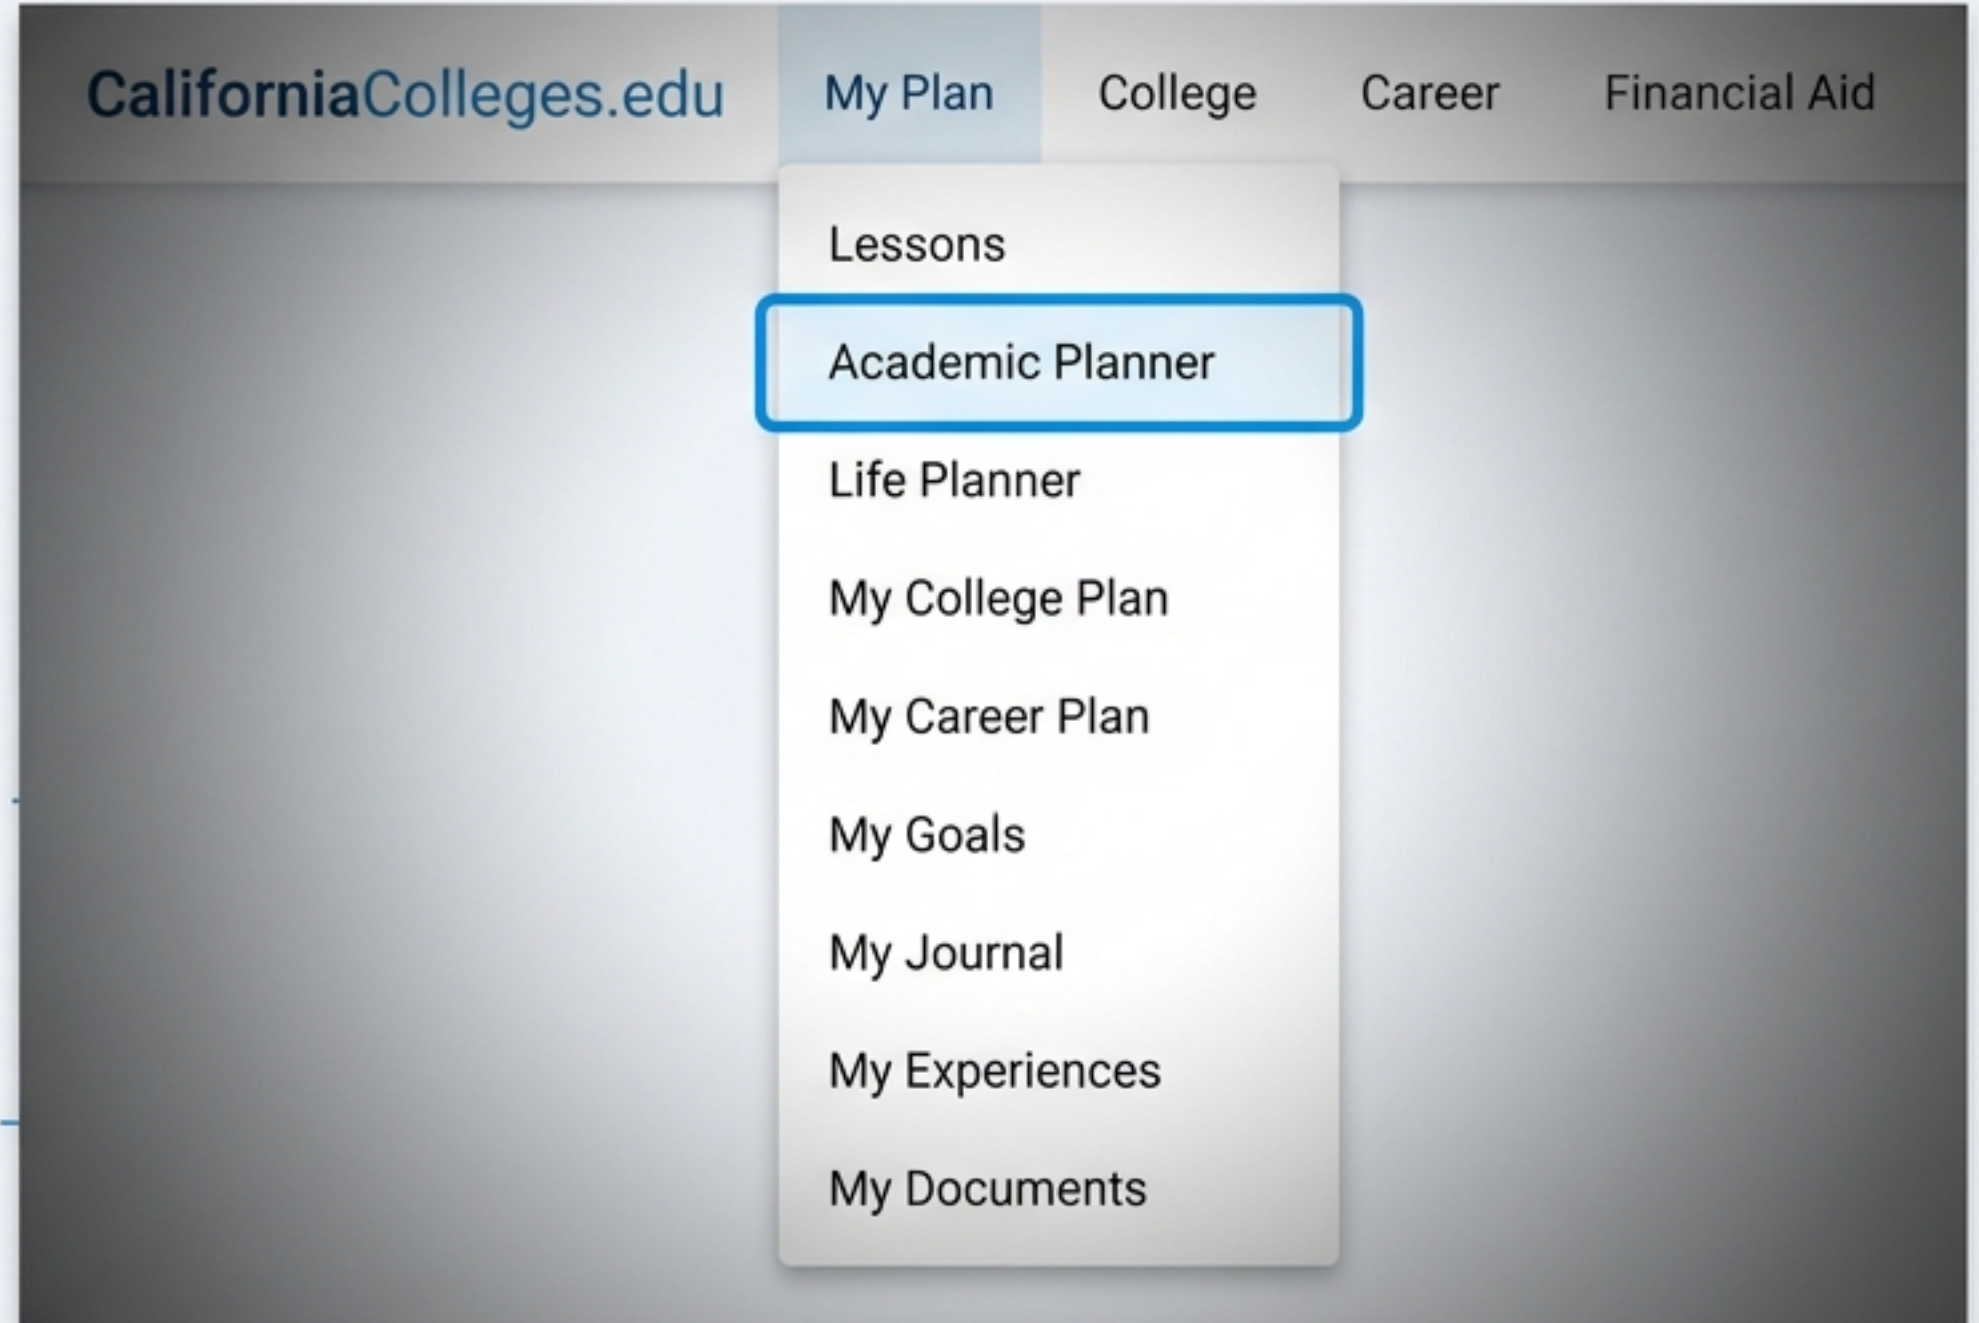 CaliforniaColleges.edu
My Plan
College
Career
Financial Aid
Lessons
Academic Planner
Life Planner
My College Plan
My Career Plan
My Goals
My Journal
My Experiences
My Documents